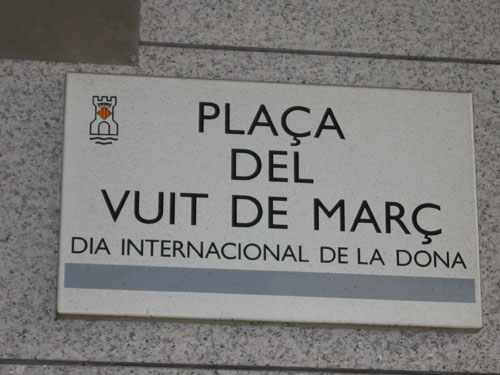 PLAÇA
DEL
VUIT DE MARÇ
DIA INTERNACIONAL DE LA DONA